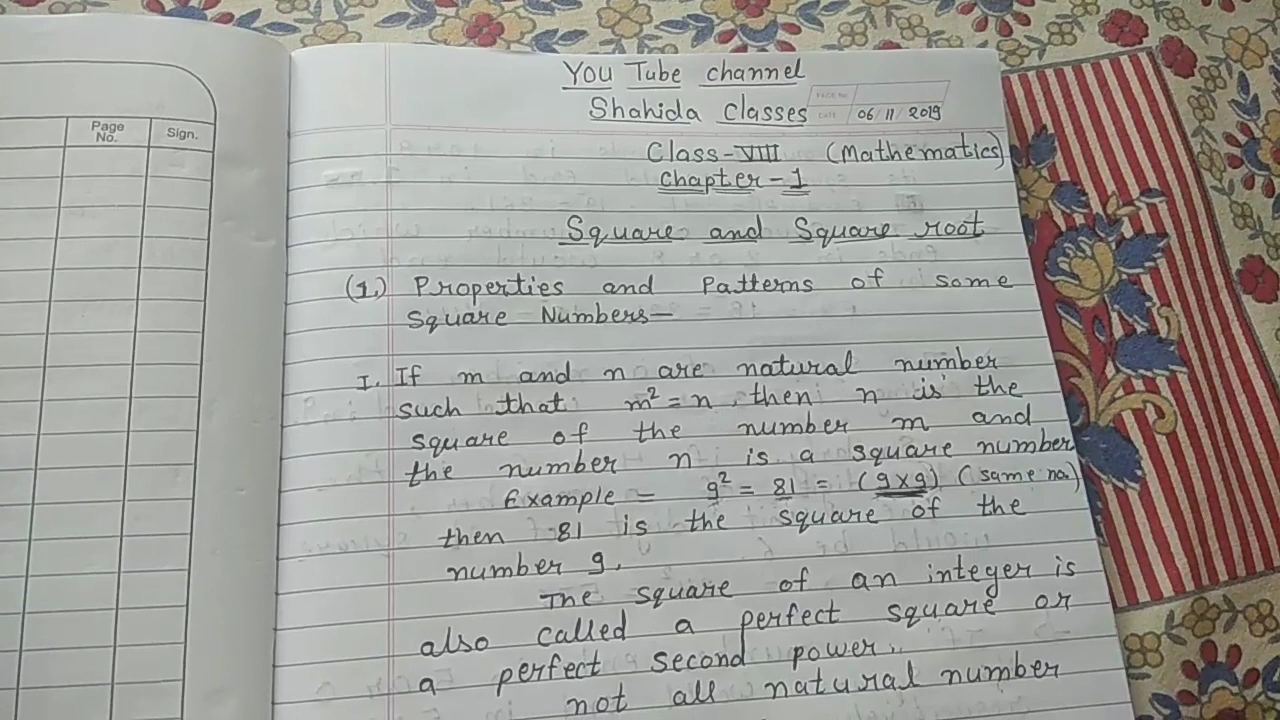 Page No.
Sign.
You Tube channel
Shahida Classes
PAGE No.
DATE 06/11/2019
Class-VIII (Mathematics)
Chapter-1
Square and Square root
(1.) Properties and Patterns of some
Square Numbers—
I. If m and n are natural number
such that m² = n, then n is the
square of the number m and
the number n is a square number
Example - 9² = 81 = (9x9) (same no.)
then 81 is the square of the
number 9.
The square of an integer is
also called a perfect square or
a perfect second power.
not all natural number